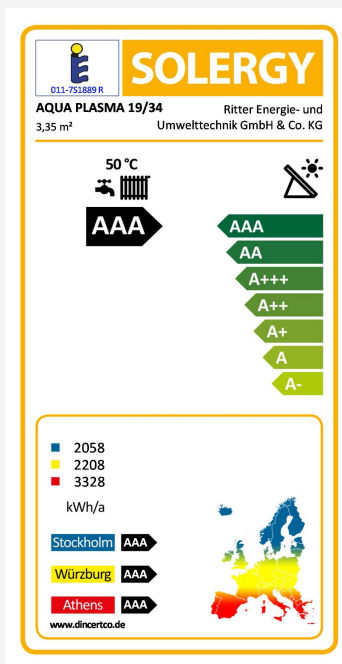 011-7S1889 R
SOLERGY
AQUA PLASMA 19/34
3,35 m²
Ritter Energie- und
Umwelttechnik GmbH & Co. KG
50 °C
AAA
AAA
AA
A+++
A++
A+
A
A-
2058
2208
3328
kWh/a
Stockholm AAA
Würzburg AAA
Athens AAA
www.dincertco.de